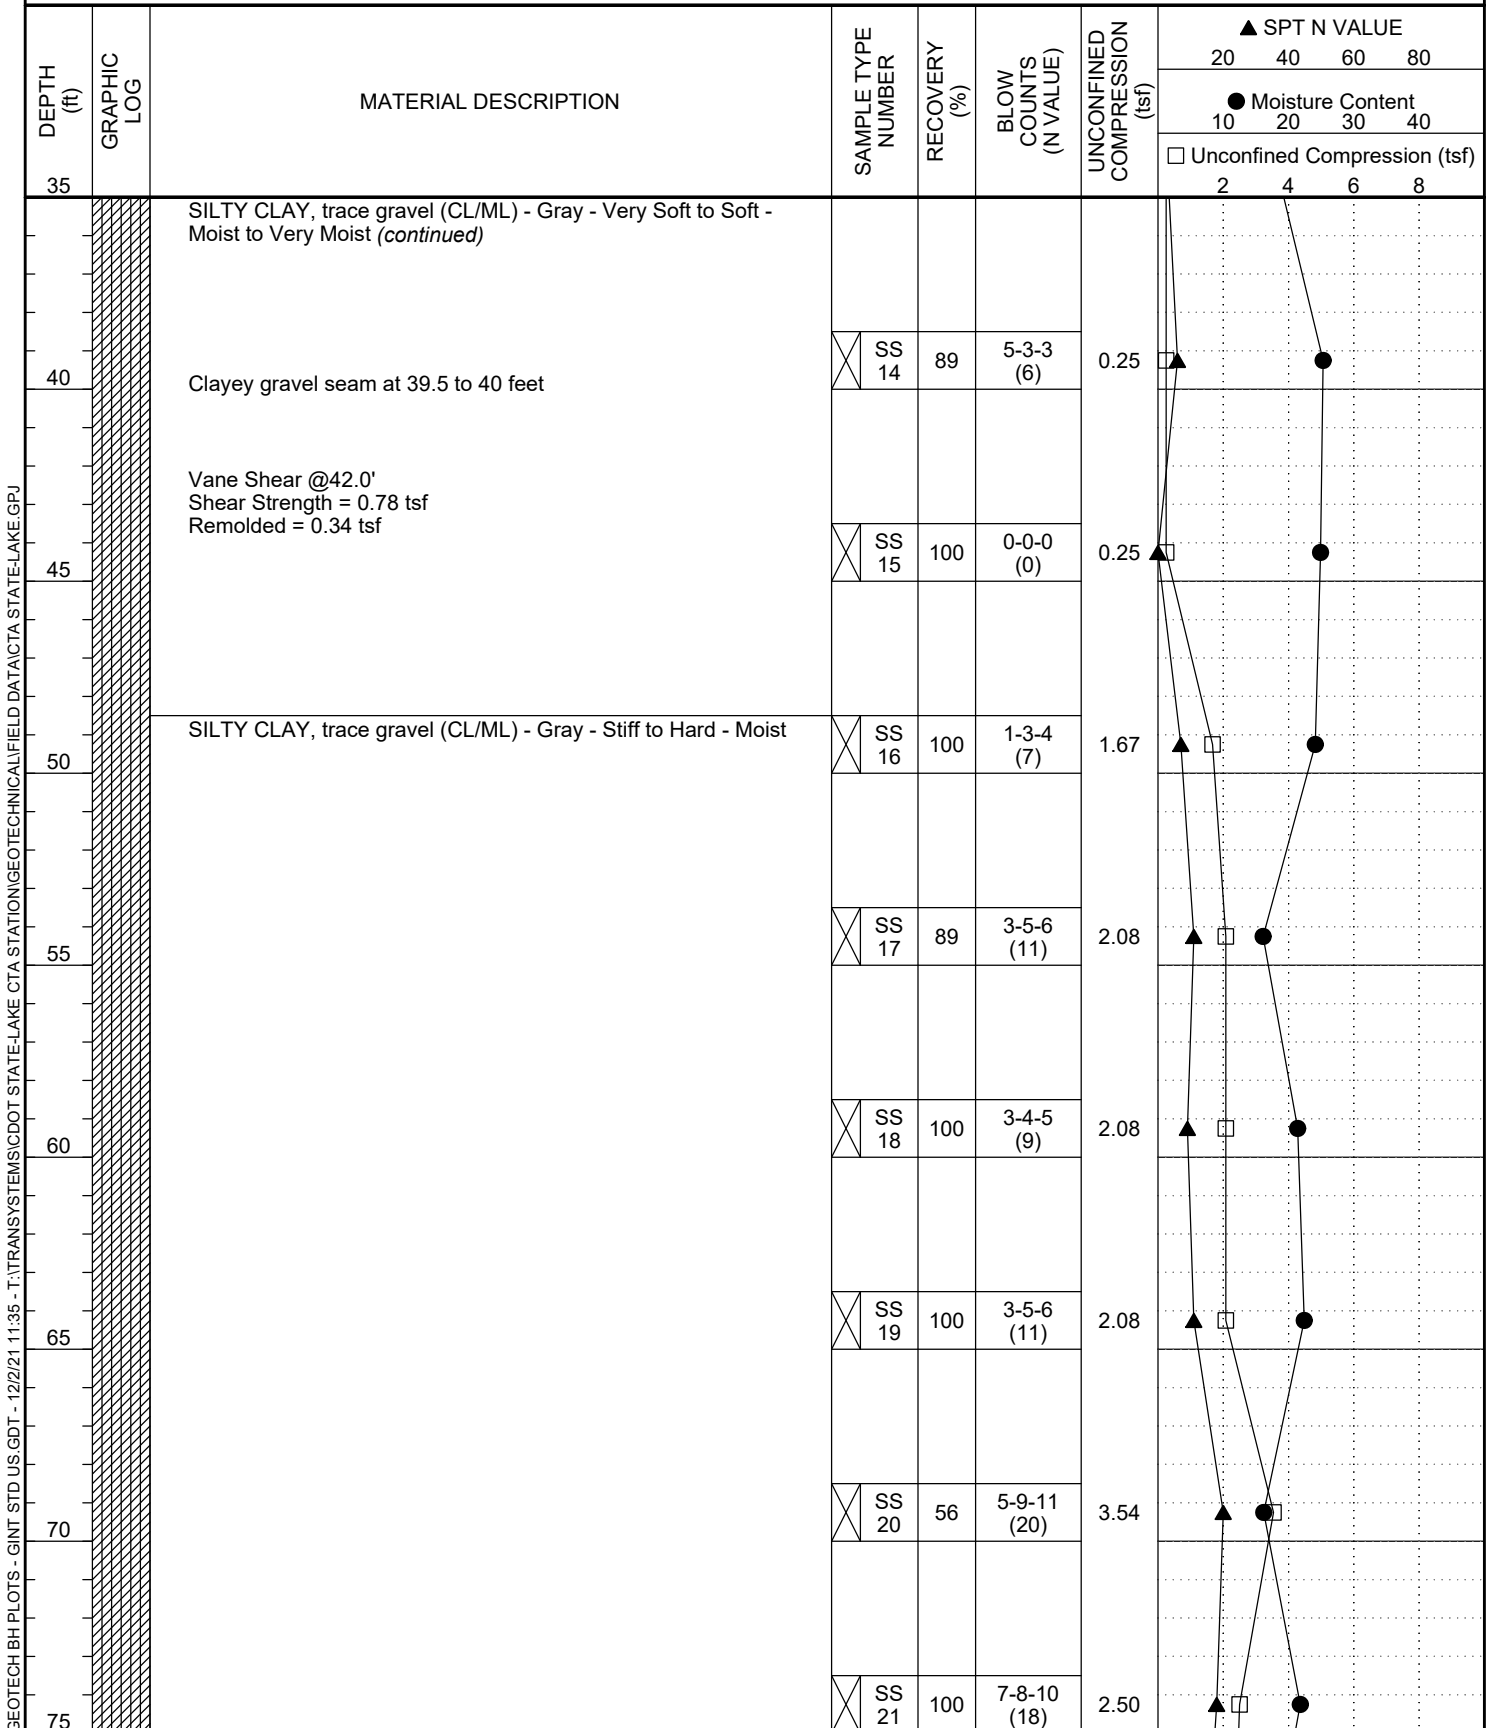 DEPTH
(ft)
GRAPHIC
LOG
MATERIAL DESCRIPTION
SAMPLE TYPE
NUMBER
RECOVERY
(%)
BLOW
COUNTS
(N VALUE)
UNCONFINED
COMPRESSION
(tsf)
▲ SPT N VALUE
20 40 60 80
● Moisture Content
10 20 30 40
□ Unconfined Compression (tsf)
2 4 6 8
35
SILTY CLAY, trace gravel (CL/ML) - Gray - Very Soft to Soft -
Moist to Very Moist (continued)
SS
14
89
5-3-3
(6)
0.25
40
Clayey gravel seam at 39.5 to 40 feet
Vane Shear @42.0'
Shear Strength = 0.78 tsf
Remolded = 0.34 tsf
SS
15
100
0-0-0
(0)
0.25
45
SILTY CLAY, trace gravel (CL/ML) - Gray - Stiff to Hard - Moist
SS
16
100
1-3-4
(7)
1.67
50
SS
17
89
3-5-6
(11)
2.08
55
SS
18
100
3-4-5
(9)
2.08
60
SS
19
100
3-5-6
(11)
2.08
65
SS
20
56
5-9-11
(20)
3.54
70
SS
21
100
7-8-10
(18)
2.50
75
GEOTECH BH PLOTS - GINT STD US.GDT - 12/2/21 11:35 - T:\TRANSYSTEMS\CDOT STATE-LAKE CTA STATION\GEOTECHNICAL\FIELD DATA\CTA STATE-LAKE.GPJ